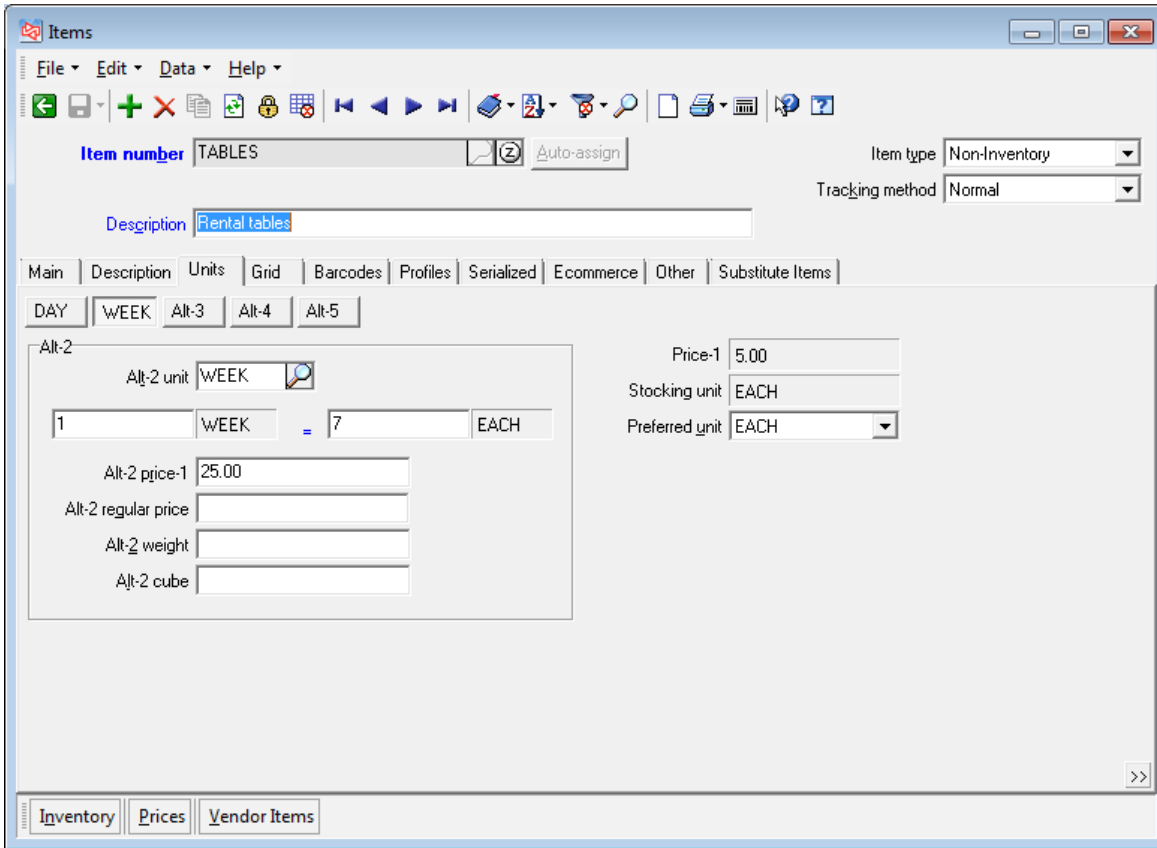 Items
File Edit Data Help
Item number TABLES Z Auto-assign Item type Non-Inventory
Tracking method Normal
Description Rental tables
Main Description Units Grid Barcodes Profiles Serialized Ecommerce Other Substitute Items
DAY WEEK Alt-3 Alt-4 Alt-5
Alt-2
Alt-2 unit WEEK
1 WEEK = 7 EACH
Alt-2 price-1 25.00
Alt-2 regular price
Alt-2 weight
Alt-2 cube
Price-1 5.00
Stocking unit EACH
Preferred unit EACH
>>
Inventory Prices Vendor Items